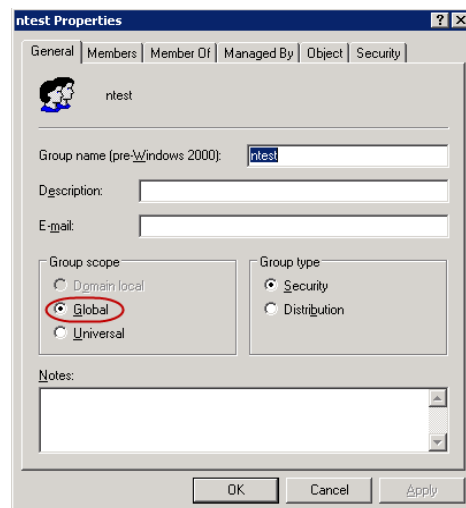 ntest Properties
General Members Member Of Managed By Object Security
ntest
Group name (pre-Windows 2000): ntest
Description:
E-mail:
Group scope Group type
Domain local Security
Global Distribution
Universal
Notes:
OK Cancel Apply